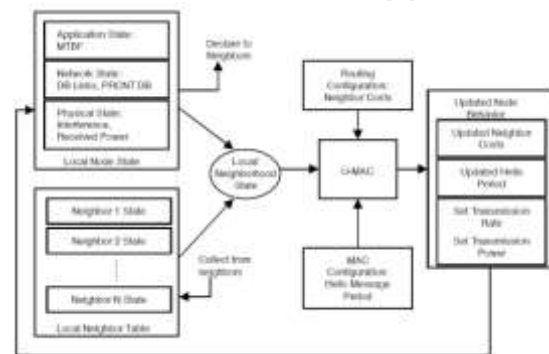 Application State:
MTBF
Network State:
DB Links, PRONT DB
Physical State:
Interference,
Received Power
Local Node State
Declare to
Neighbors
Neighbor 1 State
Neighbor 2 State
Neighbor N State
Local Neighbor Table
Collect from
neighbors
Local
Neighborhood
State
Routing
Configuration:
Neighbor Costs
MAC
Configuration:
Hello Message
Period
Updated Node
Behavior
Updated Neighbor
Costs
Updated Hello
Period
Set Transmission
Rate
Set Transmission
Power